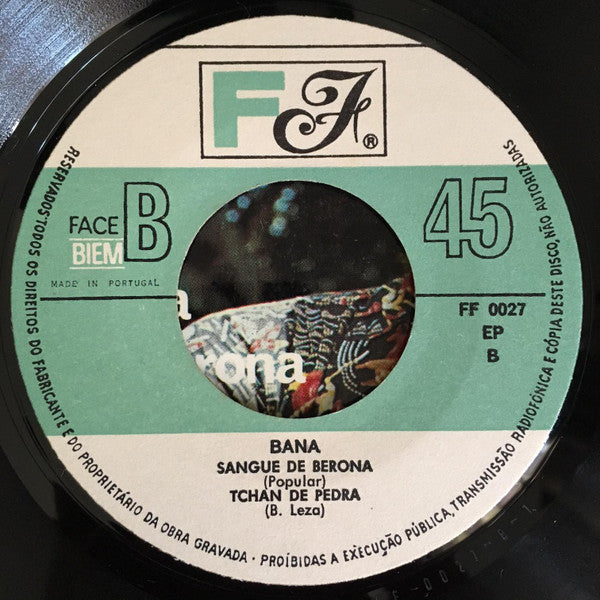 F F®
FACE B
BIEM
45
MADE IN PORTUGAL
FF 0027
EP
B
a
rona
BANA
SANGUE DE BERONA
(Popular)
TCHAN DE PEDRA
(B. Leza)
RESERVADOS TODOS OS DIREITOS DO FABRICANTE E DO PROPRIETÁRIO DA OBRA GRAVADA - PROÍBIDAS A EXECUÇÃO PÚBLICA, TRANSMISSÃO RADIOFÓNICA E CÓPIA DESTE DISCO, NÃO AUTORIZADAS